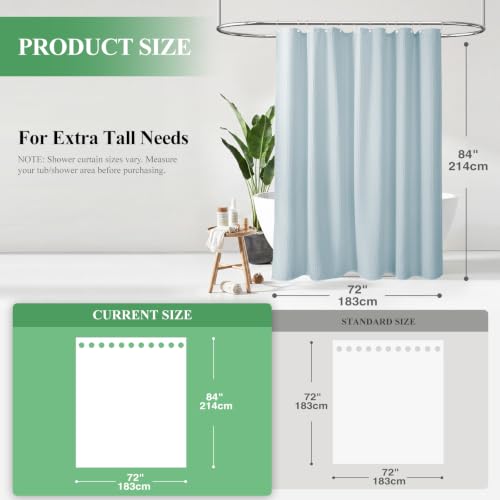 PRODUCT SIZE
For Extra Tall Needs
NOTE: Shower curtain sizes vary. Measure
your tub/shower area before purchasing.
84"
214cm
72"
183cm
CURRENT SIZE
84"
214cm
72"
183cm
STANDARD SIZE
72"
183cm
72"
183cm